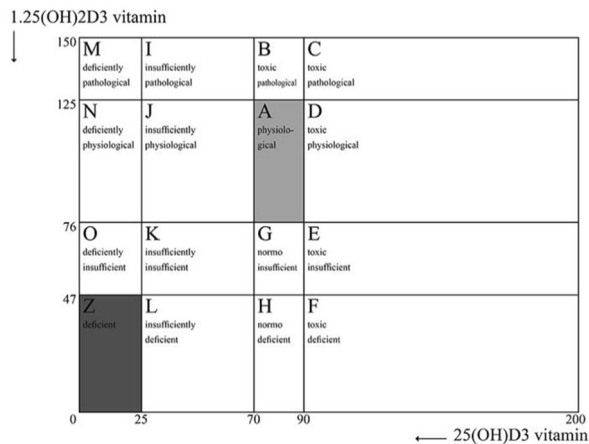 1.25(OH)2D3 vitamin
150
M I B C
deficiently insufficiently toxic toxic
pathological pathological pathological pathological
125
N J A D
deficiently insufficiently physiolo- toxic
physiological physiological gical physiological
76
O K G E
deficiently insufficiently normo toxic
insufficient insufficient insufficient insufficient
47
Z L H F
deficient insufficiently normo toxic
deficient deficient deficient
0 25 70 90 200
25(OH)D3 vitamin